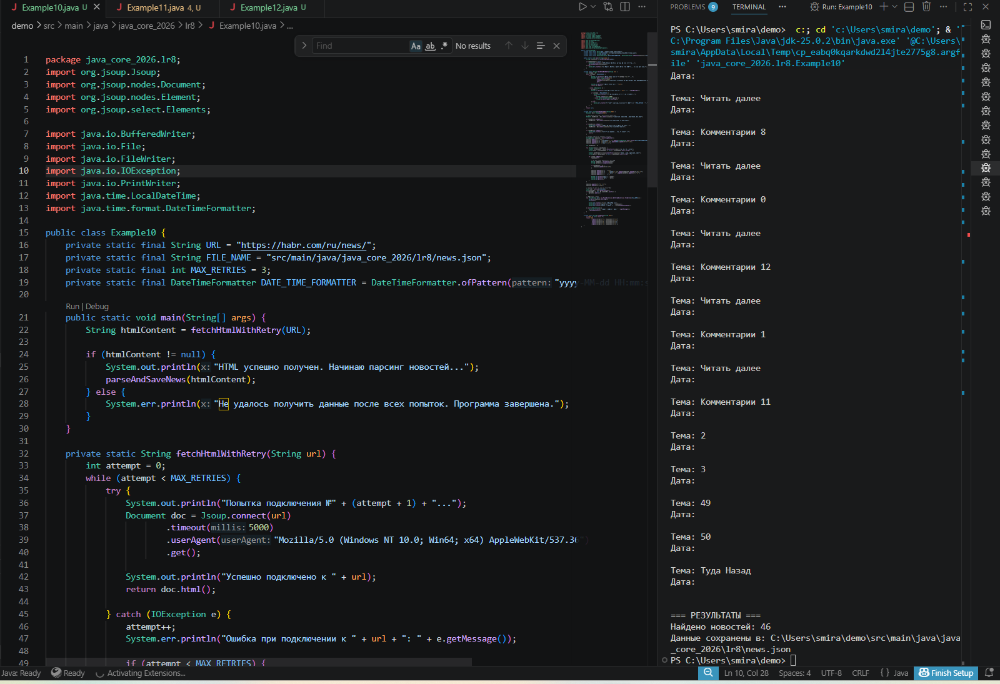 Example10.java U
Example11.java 4, U
Example12.java U
demo > src > main > java > java_core_2026 > lr8 > Example10.java > ...
Find
Aa ab .*
No results
1 package java_core_2026.lr8;
2 import org.jsoup.Jsoup;
3 import org.jsoup.nodes.Document;
4 import org.jsoup.nodes.Element;
5 import org.jsoup.select.Elements;
6
7 import java.io.BufferedWriter;
8 import java.io.File;
9 import java.io.FileWriter;
10 import java.io.IOException;
11 import java.io.PrintWriter;
12 import java.time.LocalDateTime;
13 import java.time.format.DateTimeFormatter;
14
15 public class Example10 {
16 private static final String URL = "https://habr.com/ru/news/";
17 private static final String FILE_NAME = "src/main/java/java_core_2026/lr8/news.json";
18 private static final int MAX_RETRIES = 3;
19 private static final DateTimeFormatter DATE_TIME_FORMATTER = DateTimeFormatter.ofPattern(pattern: "yyyy-MM-dd HH:mm:s
20
Run | Debug
21 public static void main(String[] args) {
22 String htmlContent = fetchHtmlWithRetry(URL);
23
24 if (htmlContent != null) {
25 System.out.println(x: "HTML успешно получен. Начинаю парсинг новостей...");
26 parseAndSaveNews(htmlContent);
27 } else {
28 System.err.println(x: "Не удалось получить данные после всех попыток. Программа завершена.");
29 }
30 }
31
32 private static String fetchHtmlWithRetry(String url) {
33 int attempt = 0;
34 while (attempt < MAX_RETRIES) {
35 try {
36 System.out.println("Попытка подключения №" + (attempt + 1) + "...");
37 Document doc = Jsoup.connect(url)
38 .timeout(millis: 5000)
39 .userAgent(userAgent: "Mozilla/5.0 (Windows NT 10.0; Win64; x64) AppleWebKit/537.36")
40 .get();
41
42 System.out.println("Успешно подключено к " + url);
43 return doc.html();
44
45 } catch (IOException e) {
46 attempt++;
47 System.err.println("Ошибка при подключении к " + url + ": " + e.getMessage());
48
49 if (attempt < MAX_RETRIES) {
PROBLEMS 9
TERMINAL
Run: Example10
PS C:\Users\smira\demo> c:; cd 'c:\Users\smira\demo'; & '
C:\Program Files\Java\jdk-25.0.2\bin\java.exe' '@C:\Users\
smira\AppData\Local\Temp\cp_eabq0kqarkdwd2l4jte2775g8.argf
ile' 'java_core_2026.lr8.Example10'
Дата:
Тема: Читать далее
Дата:
Тема: Комментарии 8
Дата:
Тема: Читать далее
Дата:
Тема: Комментарии 0
Дата:
Тема: Читать далее
Дата:
Тема: Комментарии 12
Дата:
Тема: Читать далее
Дата:
Тема: Комментарии 1
Дата:
Тема: Читать далее
Дата:
Тема: Комментарии 11
Дата:
Тема: 2
Дата:
Тема: 3
Дата:
Тема: 49
Дата:
Тема: 50
Дата:
Тема: Туда Назад
Дата:
=== РЕЗУЛЬТАТЫ ===
Найдено новостей: 46
Данные сохранены в: C:\Users\smira\demo\src\main\java\java
_core_2026\lr8\news.json
PS C:\Users\smira\demo>
Java: Ready
Ready
Activating Extensions...
Ln 10, Col 28
Spaces: 4
UTF-8
CRLF
{ } Java
Finish Setup